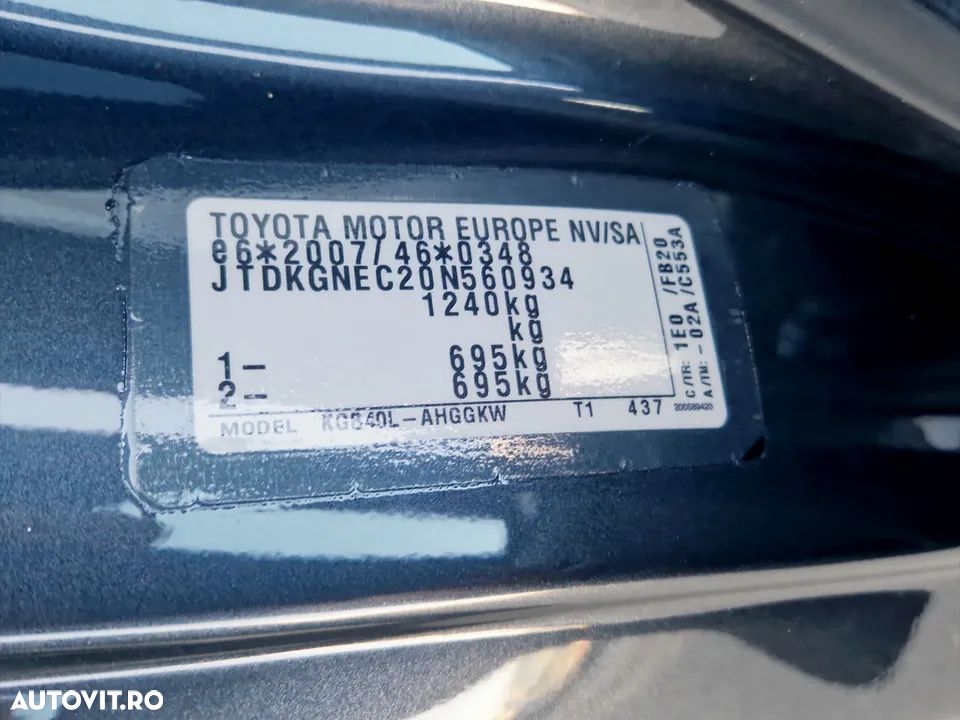 TOYOTA MOTOR EUROPE NV/SA
e6*2007/46*0348
JTDKGNEC20N560934
1240kg
kg
1- 695kg
2- 695kg
MODEL KGB40L-AHGGKW T1 437
C/TR: 1E0 /FB20
A/TM: -02A /C553A
200589420
AUTOVIT.RO